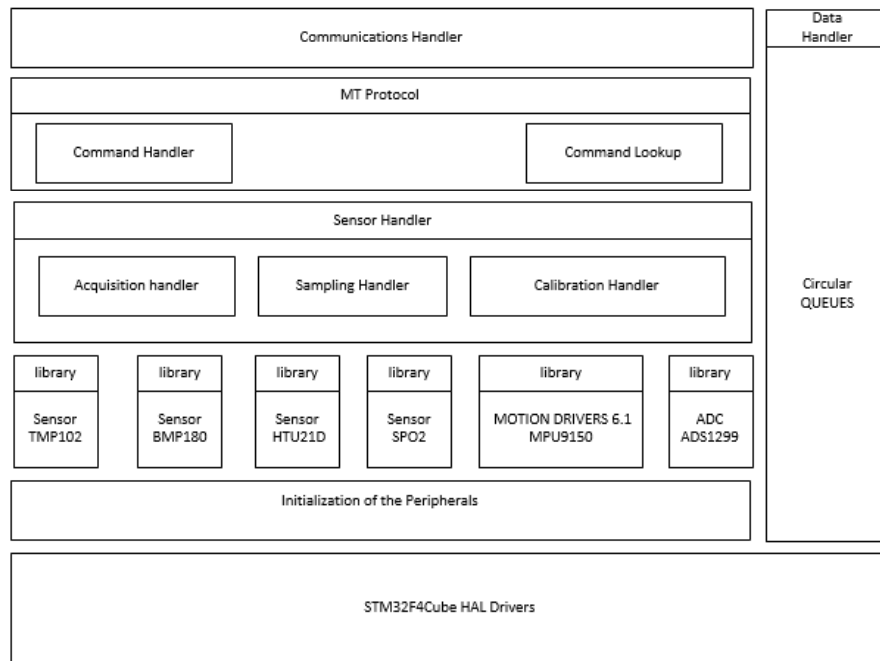 Communications Handler
Data
Handler
MT Protocol
Command Handler
Command Lookup
Sensor Handler
Acquisition handler
Sampling Handler
Calibration Handler
Circular
QUEUES
library
Sensor
TMP102
library
Sensor
BMP180
library
Sensor
HTU21D
library
Sensor
SPO2
library
MOTION DRIVERS 6.1
MPU9150
library
ADC
ADS1299
Initialization of the Peripherals
STM32F4Cube HAL Drivers